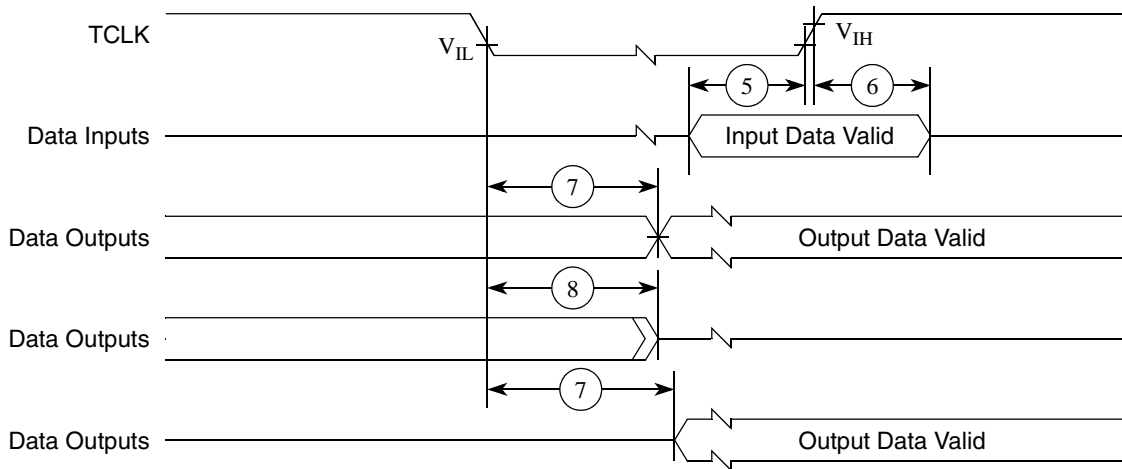 TCLK
V_IL
V_IH
5
6
Data Inputs
Input Data Valid
7
Data Outputs
Output Data Valid
8
Data Outputs
7
Data Outputs
Output Data Valid